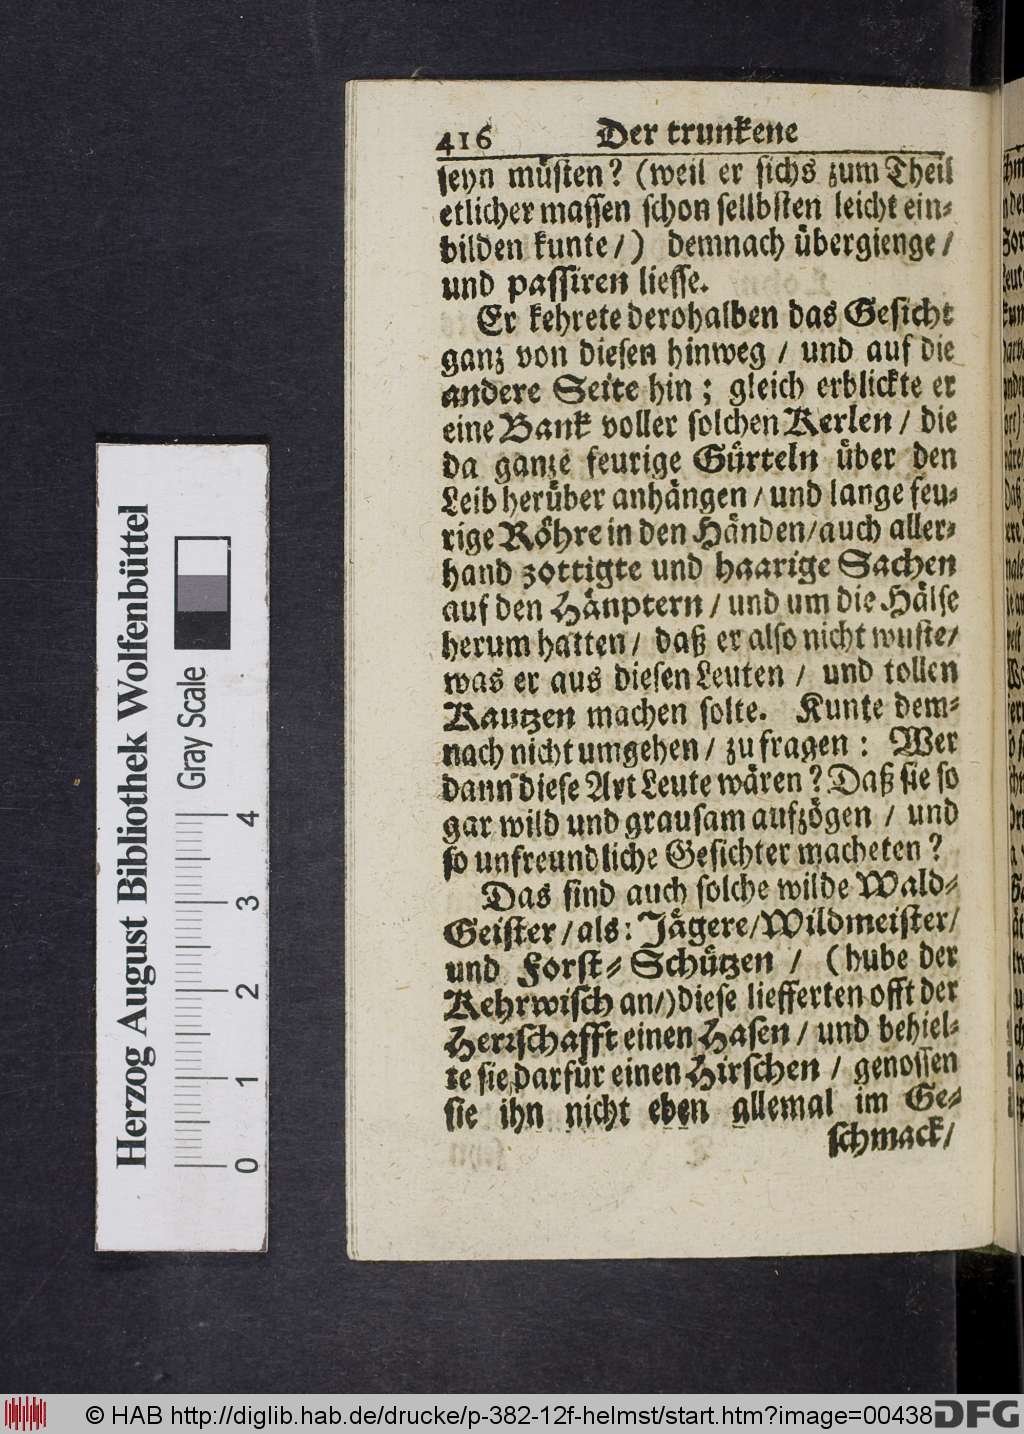 416 Der trunkene
seyn müsten? (weil er sichs zum Theil
etlicher massen schon sellbsten leicht ein-
bilden kunte/) demnach übergienge /
und passiren liesse.
Er kehrete derohalben das Gesicht
ganz von diesen hinweg / und auf die
andere Seite hin ; gleich erblickte er
eine Bank voller solchen Kerlen / die
da ganze feurige Gürteln über den
Leib herüber anhängen / und lange feu-
rige Röhre in den Händen/auch aller-
hand zottigte und haarige Sachen
auf den Hänptern / und um die Hälse
herum hatten / daß er also nicht wuste/
was er aus diesen Leuten / und tollen
Kautzen machen solte. Kunte dem-
nach nicht umgehen / zu fragen : Wer
dann diese Art Leute wären ? Daß sie so
gar wild und grausam aufzögen / und
so unfreundliche Gesichter macheten ?
Das sind auch solche wilde Wald-
Geister / als: Jägere/Wildmeister/
und Forst-Schützen / (hube der
Kehrwisch an/) diese liefferten offt der
Herrschafft einen Hasen / und behiel-
te sie darfür einen Hirschen / genossen
sie ihn nicht eben allemal im Ge-
schmack/
Herzog August Bibliothek Wolfenbüttel
Gray Scale
0 1 2 3 4
© HAB http://diglib.hab.de/drucke/p-382-12f-helmst/start.htm?image=00438
DFG